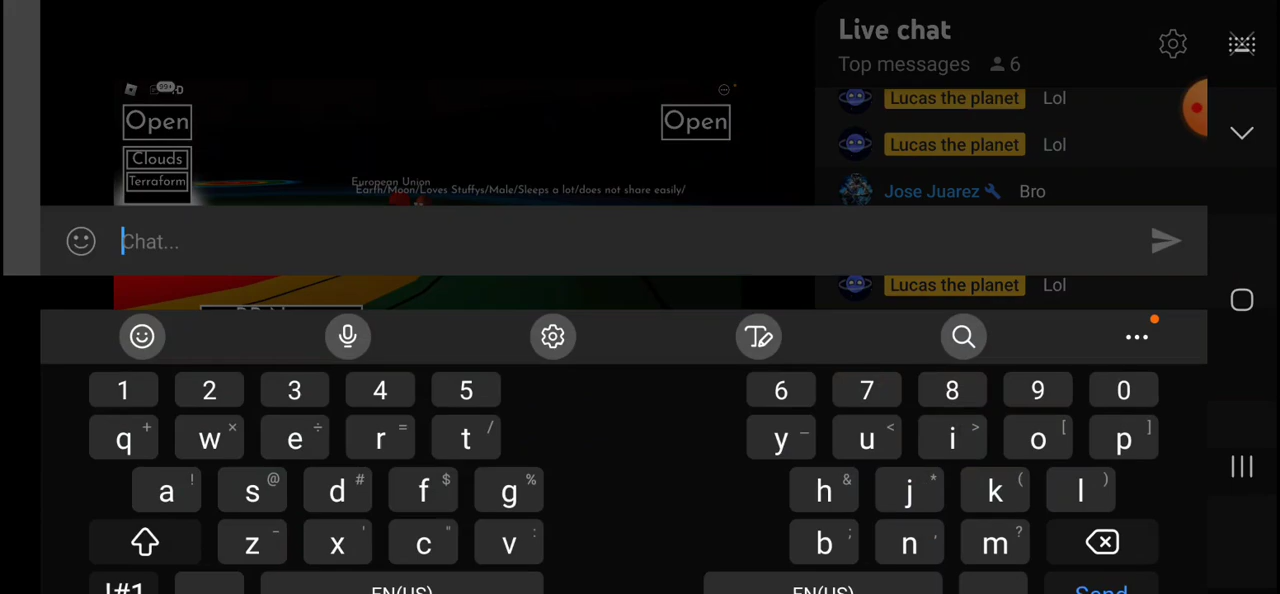 Live chat
Top messages 6
Lucas the planet Lol
Lucas the planet Lol
Jose Juarez Bro
Lucas the planet Lol
99+
Open
Open
Clouds
Terraform
European Union
Earth/Moon/Loves Stuffys/Male/Sleeps a lot/does not share easily/
Chat...
1 2 3 4 5 6 7 8 9 0
q + w × e ÷ r = t / y _ u < i > o [ p ]
a ! s @ d # f $ g % h & j * k ( l )
z - x ' c " v : b ; n , m ?
!#1 EN(US) EN(US) Send